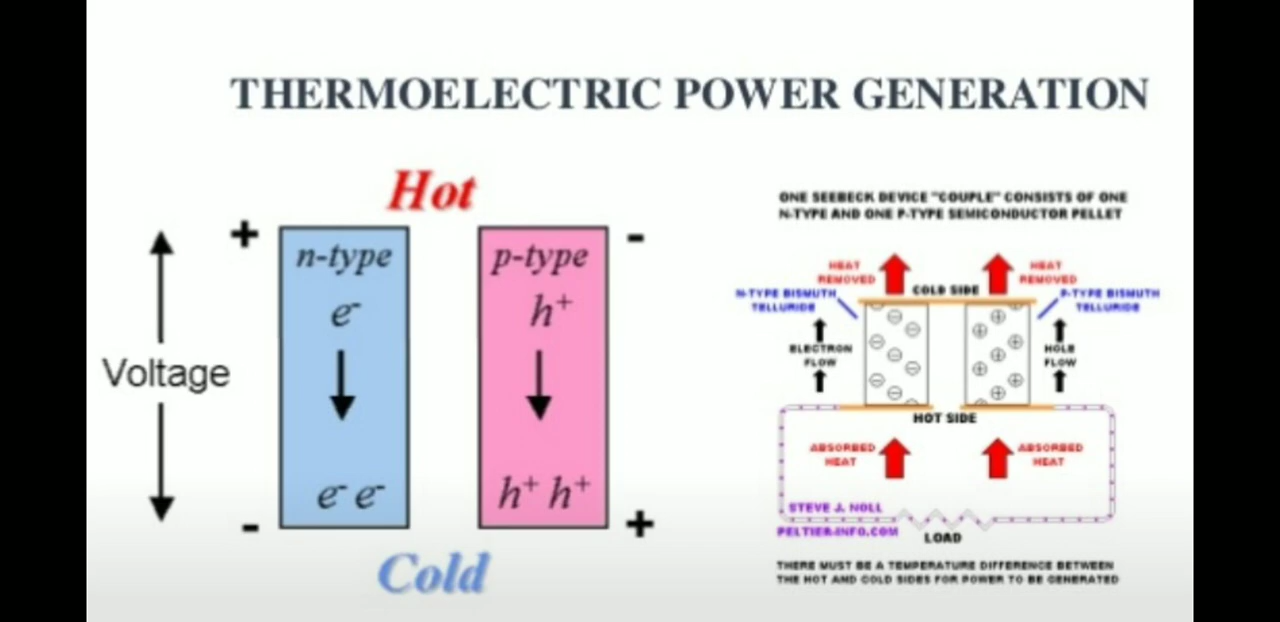 THERMOELECTRIC POWER GENERATION
Hot
+
-
n-type
p-type
e-
h+
Voltage
e- e-
h+ h+
-
+
Cold
ONE SEEBECK DEVICE "COUPLE" CONSISTS OF ONE
N-TYPE AND ONE P-TYPE SEMICONDUCTOR PELLET
HEAT
REMOVED
HEAT
REMOVED
COLD SIDE
N-TYPE BISMUTH
TELLURIDE
P-TYPE BISMUTH
TELLURIDE
ELECTRON
FLOW
HOLE
FLOW
HOT SIDE
ABSORBED
HEAT
ABSORBED
HEAT
STEVE J. NOLL
PELTIER-INFO.COM
LOAD
THERE MUST BE A TEMPERATURE DIFFERENCE BETWEEN
THE HOT AND COLD SIDES FOR POWER TO BE GENERATED